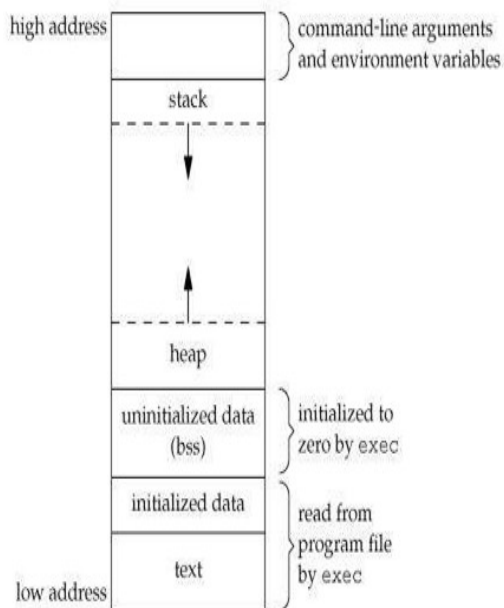 high address
command-line arguments
and environment variables
stack
heap
uninitialized data
(bss)
initialized to
zero by exec
initialized data
read from
program file
by exec
text
low address